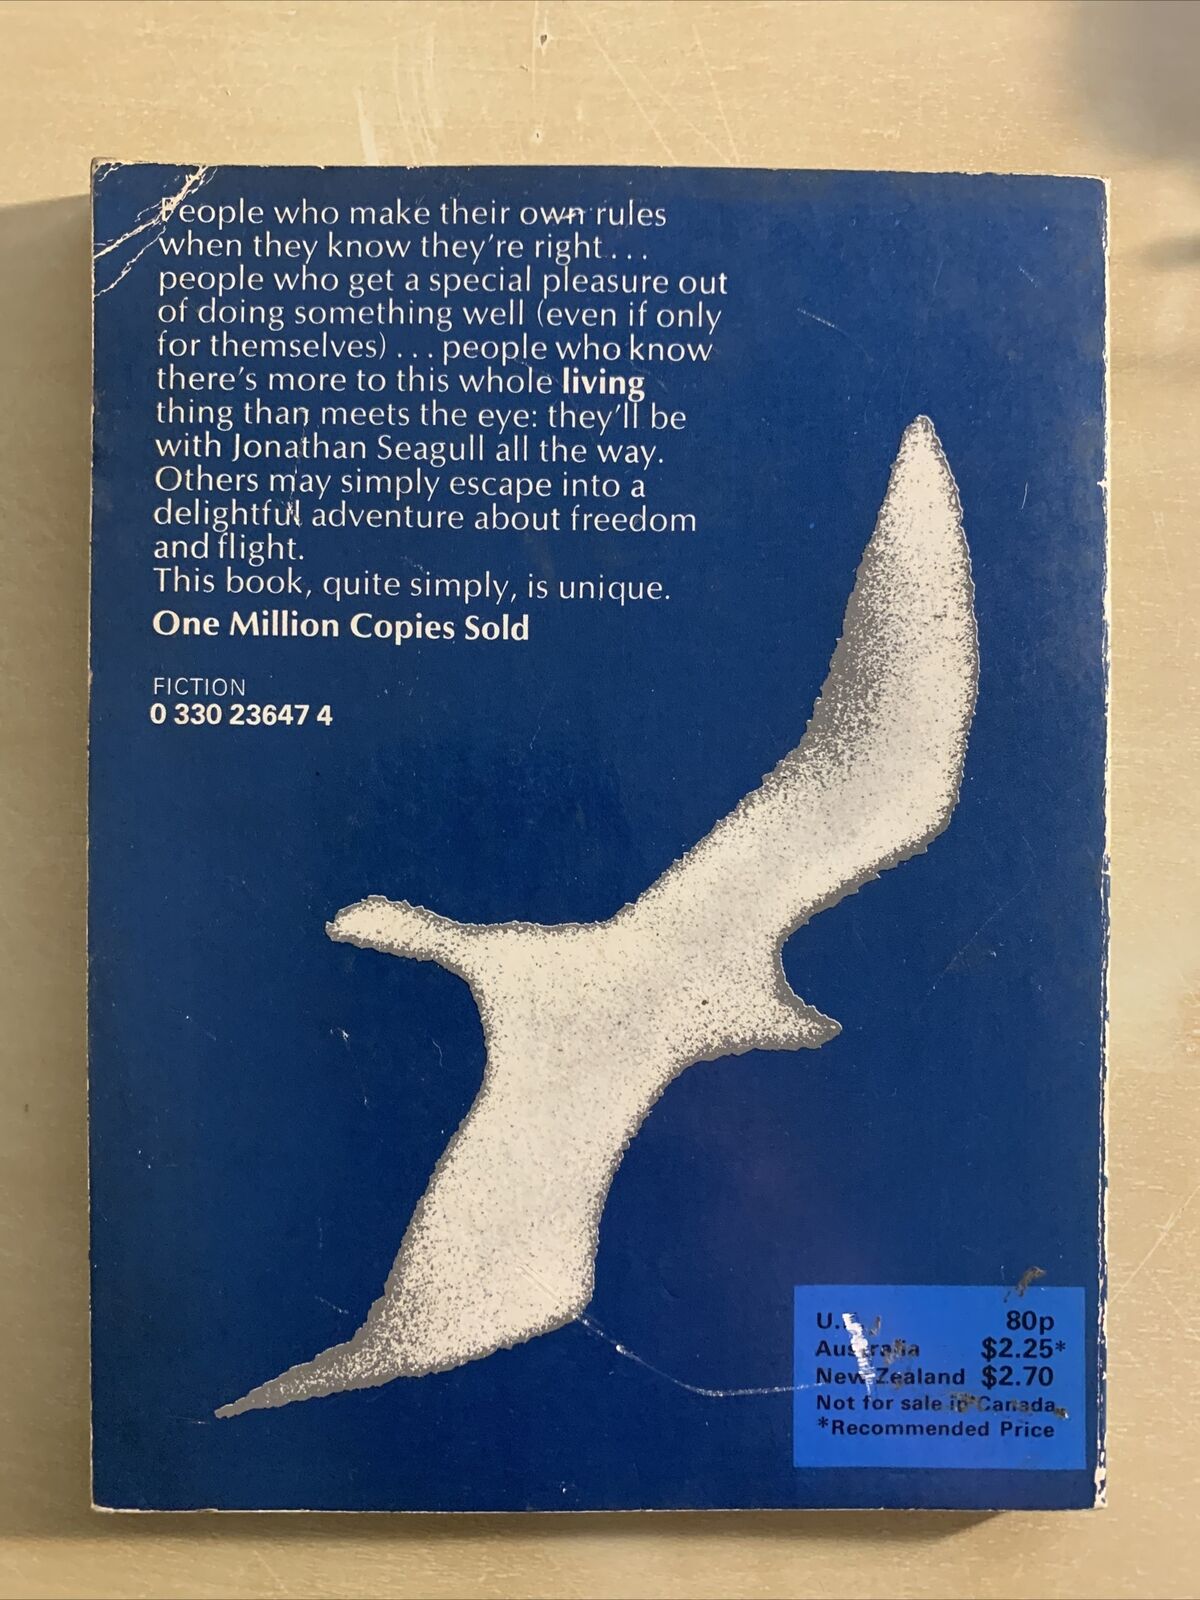 People who make their own rules
when they know they're right...
people who get a special pleasure out
of doing something well (even if only
for themselves) ... people who know
there's more to this whole living
thing than meets the eye: they'll be
with Jonathan Seagull all the way.
Others may simply escape into a
delightful adventure about freedom
and flight.
This book, quite simply, is unique.
One Million Copies Sold
FICTION
0 330 23647 4
80p
Australia $2.25*
New Zealand $2.70
Not for sale in Canada
*Recommended Price